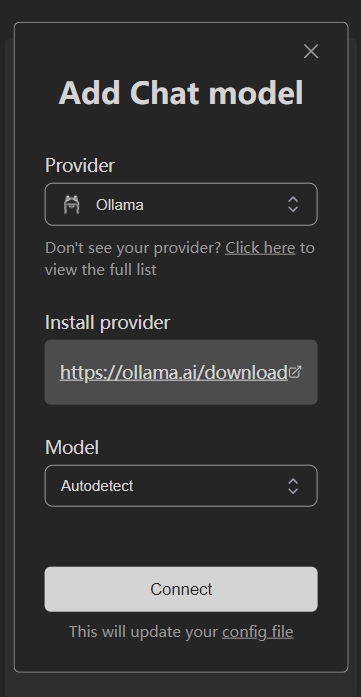 Add Chat model
Provider
Ollama
Don't see your provider? Click here to
view the full list
Install provider
https://ollama.ai/download
Model
Autodetect
Connect
This will update your config file